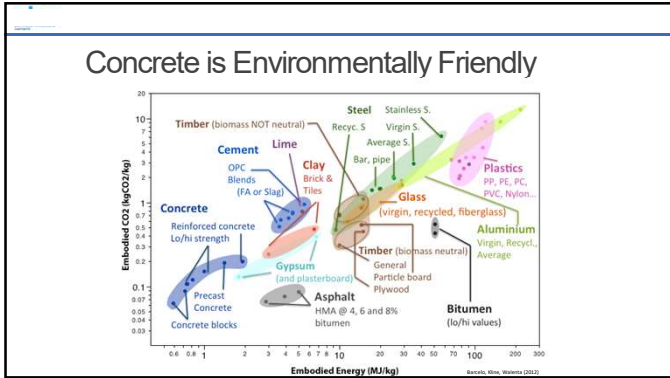 Concrete is Environmentally Friendly
Embodied CO2 (kgCO2/kg)
20
10
7
5
4
3
2
1
0.7
0.5
0.4
0.3
0.2
0.1
0.07
0.05
0.04
0.03
Timber (biomass NOT neutral)
Steel
Stainless S.
Recyc. S
Virgin S.
Average S.
Bar, pipe
Lime
Cement
OPC
Blends
(FA or Slag)
Clay
Brick &
Tiles
Plastics
PP, PE, PC,
PVC, Nylon...
Glass
(virgin, recycled, fiberglass)
Aluminium
Virgin, Recycl.,
Average
Concrete
Reinforced concrete
Lo/hi strength
Precast
Concrete
Concrete blocks
Gypsum
(and plasterboard)
Timber (biomass neutral)
General
Particle board
Plywood
Asphalt
HMA @ 4, 6 and 8%
bitumen
Bitumen
(lo/hi values)
0.6 0.8 1 2 3 4 5 7 10 20 30 50 70 100 200 300
Embodied Energy (MJ/kg)
Barcelo, Kline, Walenta (2012)